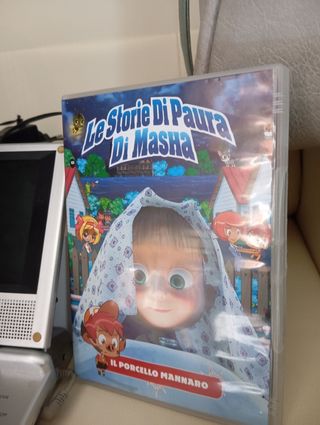 Le Storie Di Paura
Di Masha
IL PORCELLO MANNARO